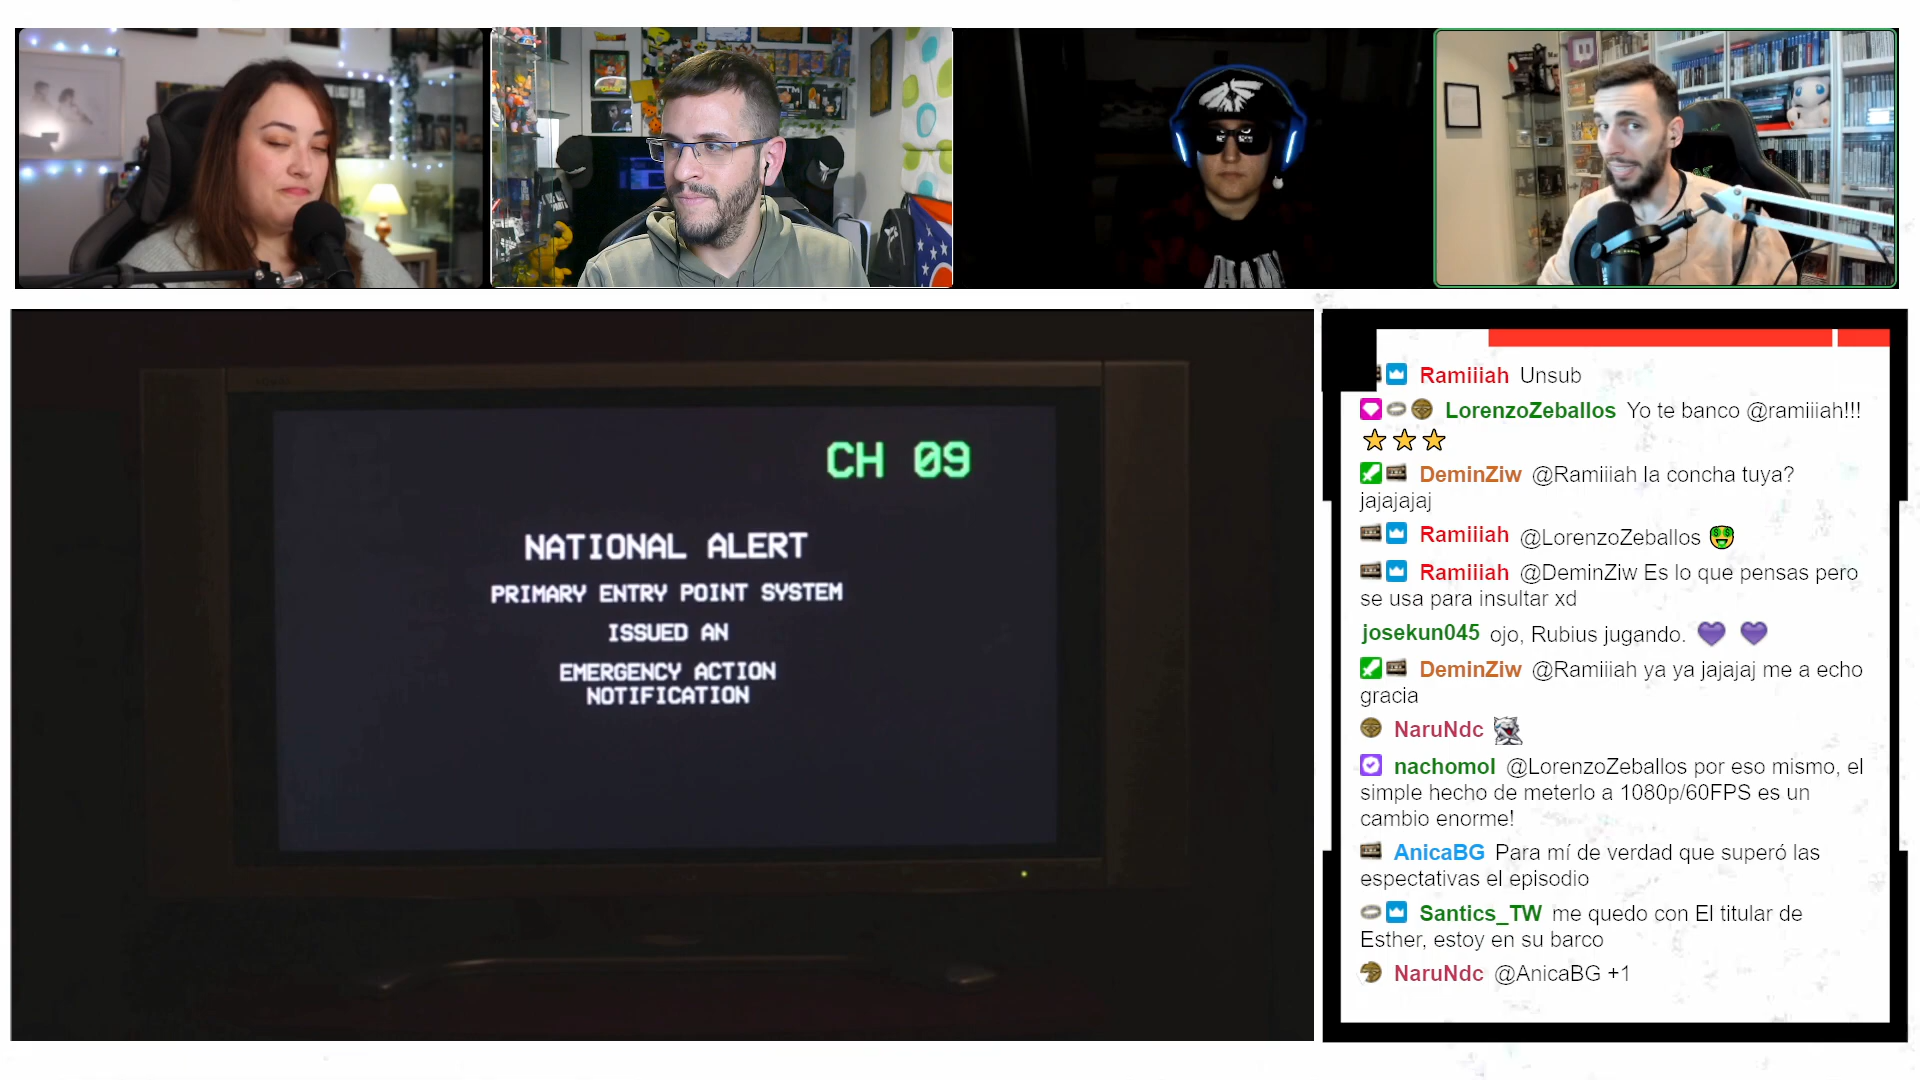 CH 09
NATIONAL ALERT
PRIMARY ENTRY POINT SYSTEM
ISSUED AN
EMERGENCY ACTION
NOTIFICATION
Ramiiiah Unsub
LorenzoZeballos Yo te banco @ramiiiah!!!
DeminZiw @Ramiiiah la concha tuya?
jajajajaj
Ramiiiah @LorenzoZeballos
Ramiiiah @DeminZiw Es lo que pensas pero
se usa para insultar xd
josekun045 ojo, Rubius jugando.
DeminZiw @Ramiiiah ya ya jajajaj me a echo
gracia
NaruNdc
nachomol @LorenzoZeballos por eso mismo, el
simple hecho de meterlo a 1080p/60FPS es un
cambio enorme!
AnicaBG Para mí de verdad que superó las
espectativas el episodio
Santics_TW me quedo con El titular de
Esther, estoy en su barco
NaruNdc @AnicaBG +1